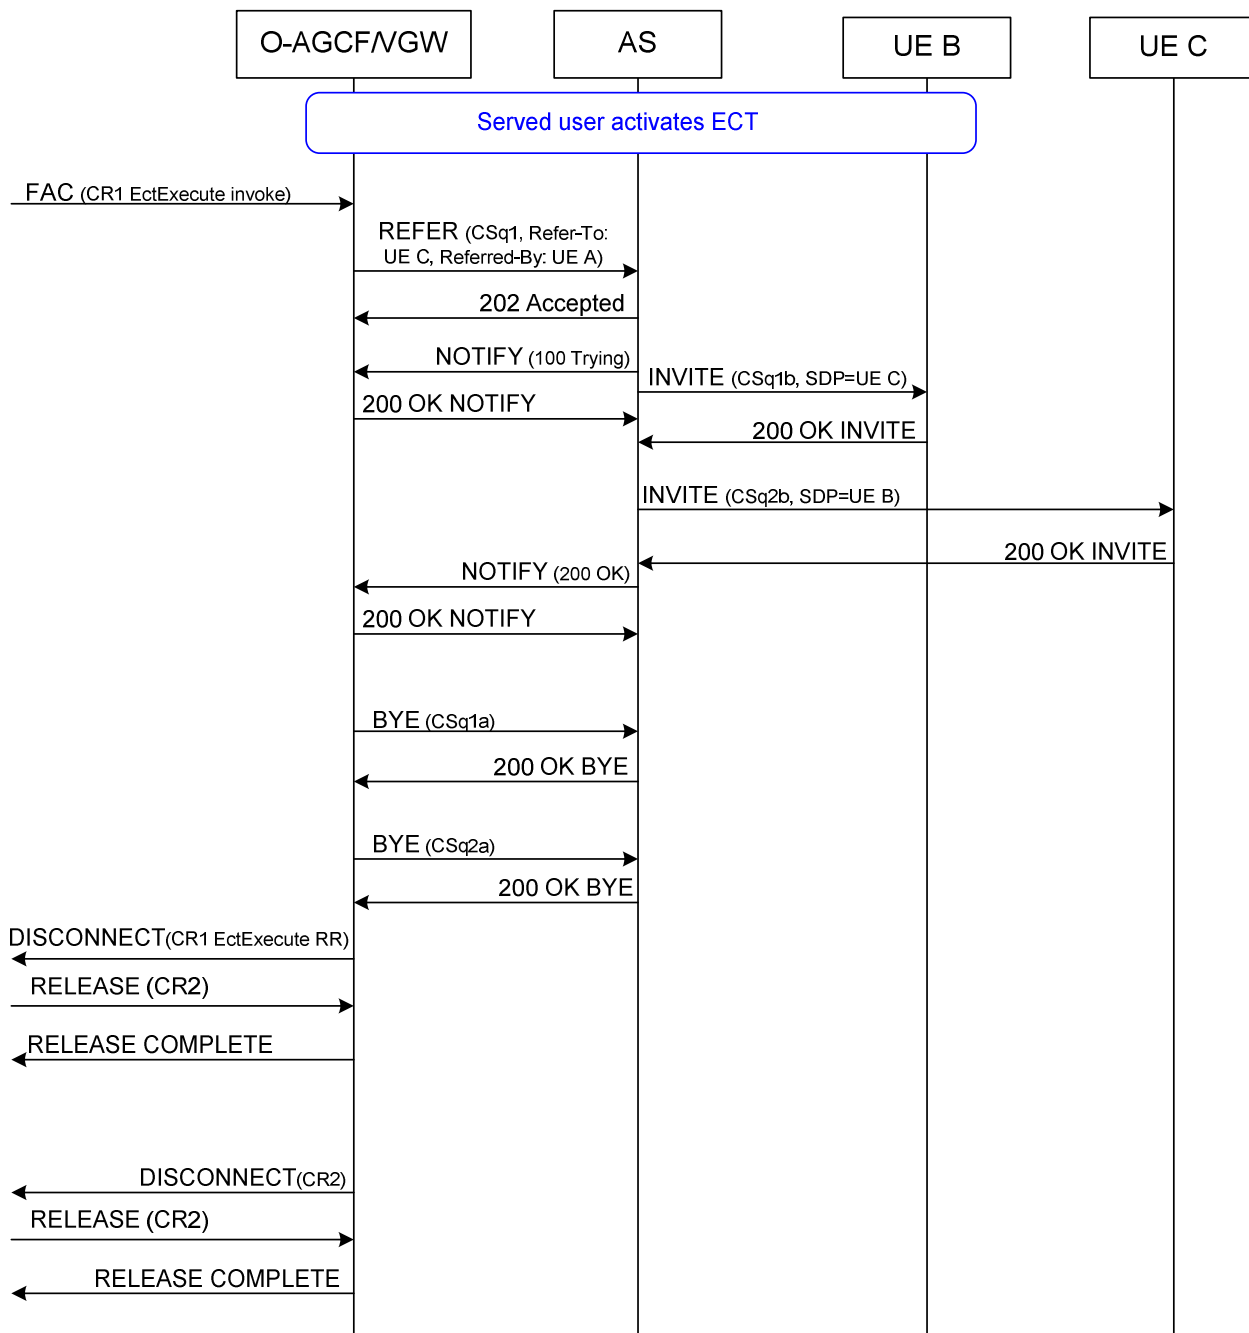 O-AGCF/VGW
AS
UE B
UE C
Served user activates ECT
FAC (CR1 EctExecute invoke)
REFER (CSq1, Refer-To:
UE C, Referred-By: UE A)
202 Accepted
NOTIFY (100 Trying)
INVITE (CSq1b, SDP=UE C)
200 OK NOTIFY
200 OK INVITE
INVITE (CSq2b, SDP=UE B)
200 OK INVITE
NOTIFY (200 OK)
200 OK NOTIFY
BYE (CSq1a)
200 OK BYE
BYE (CSq2a)
200 OK BYE
DISCONNECT(CR1 EctExecute RR)
RELEASE (CR2)
RELEASE COMPLETE
DISCONNECT(CR2)
RELEASE (CR2)
RELEASE COMPLETE